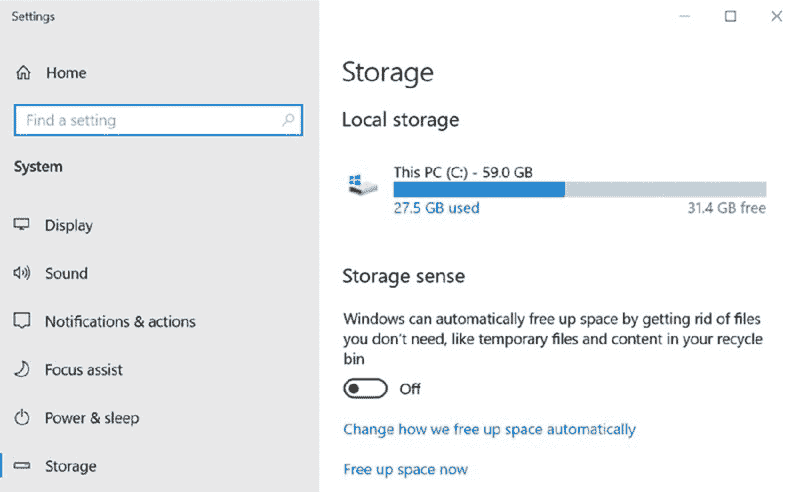 Settings
Home
Find a setting
System
Display
Sound
Notifications & actions
Focus assist
Power & sleep
Storage
Storage
Local storage
This PC (C:) - 59.0 GB
27.5 GB used
31.4 GB free
Storage sense
Windows can automatically free up space by getting rid of files
you don't need, like temporary files and content in your recycle
bin
Off
Change how we free up space automatically
Free up space now